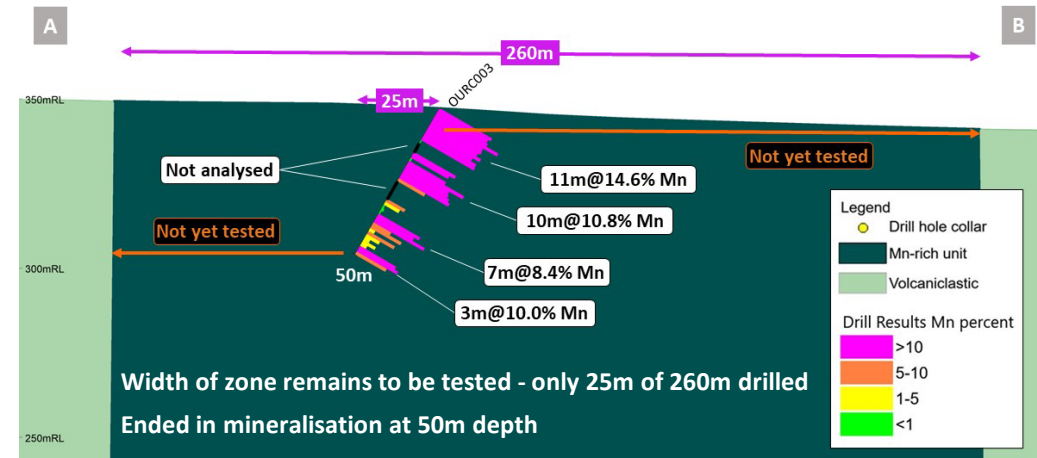 A
B
260m
OURC003
25m
350mRL
Not yet tested
Not analysed
11m@14.6% Mn
10m@10.8% Mn
Not yet tested
300mRL
50m
7m@8.4% Mn
3m@10.0% Mn
Legend
Drill hole collar
Mn-rich unit
Volcaniclastic
Drill Results Mn percent
>10
5-10
1-5
<1
Width of zone remains to be tested - only 25m of 260m drilled
Ended in mineralisation at 50m depth
250mRL